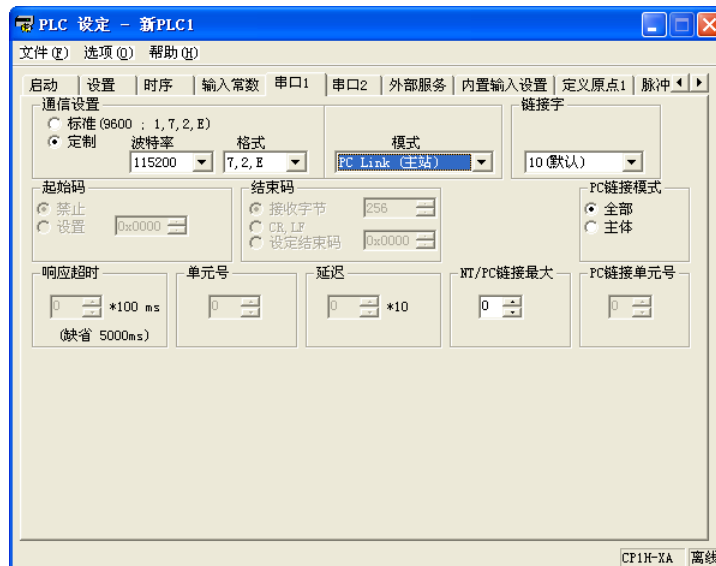 PLC 设定 - 新PLC1
文件(F) 选项(O) 帮助(H)
启动 设置 时序 输入常数 串口1 串口2 外部服务 内置输入设置 定义原点1 脉冲
通信设置 链接字
标准(9600 ; 1,7,2,E)
定制 波特率 格式 模式
115200 7,2,E PC Link (主站) 10(默认)
起始码 结束码 PC链接模式
禁止 接收字节 256 全部
设置 0x0000 CR,LF 主体
设定结束码 0x0000
响应超时 单元号 延迟 NT/PC链接最大 PC链接单元号
0 *100 ms 0 0 *10 0 0
(缺省 5000ms)
CP1H-XA 离线